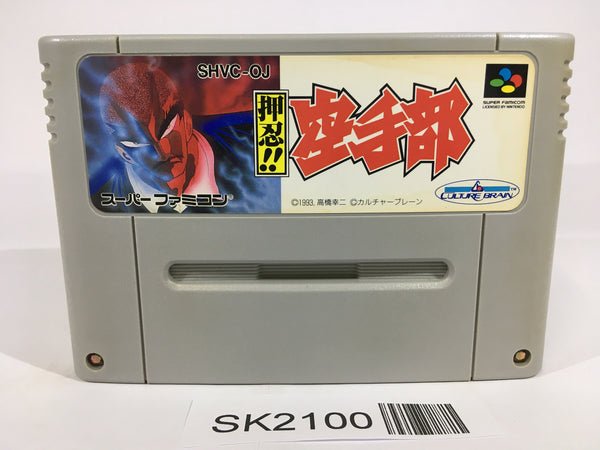 SHVC-OJ
押忍!!
空手部
SUPER FAMICOM
LICENSED BY NINTENDO
スーパーファミコン
©1993, 高橋幸二 ©カルチャーブレーン
CULTURE BRAIN™
SK2100